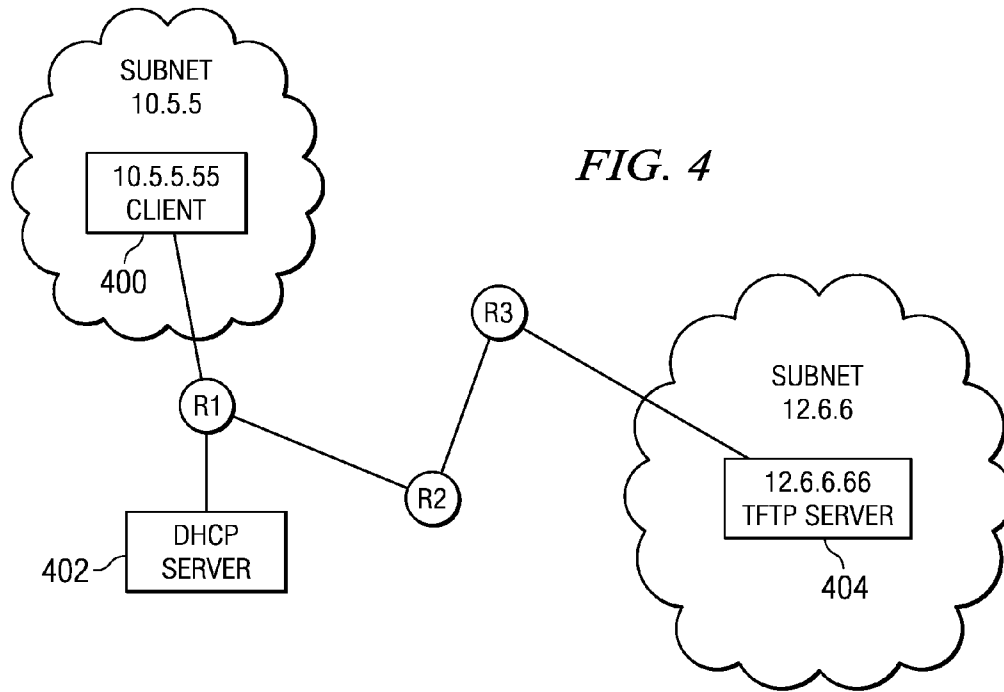 SUBNET
10.5.5
10.5.5.55
CLIENT
400
FIG. 4
R3
R1
R2
SUBNET
12.6.6
12.6.6.66
TFTP SERVER
404
DHCP
SERVER
402